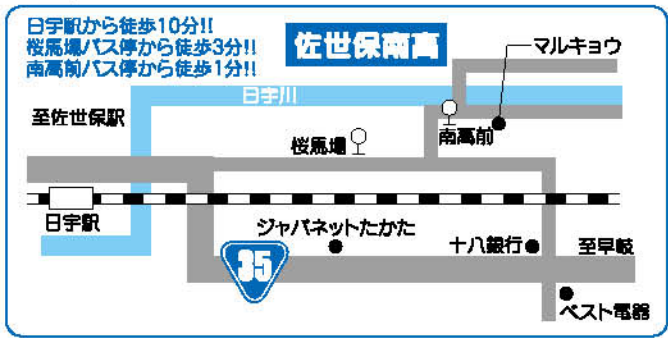 日宇駅から徒歩10分!!
桜馬場バス停から徒歩3分!!
南高前バス停から徒歩1分!!
佐世保南高
マルキョウ
日宇川
至佐世保駅
桜馬場
南高前
日宇駅
ジャパネットたかた
十八銀行
至早岐
35
ベスト電器